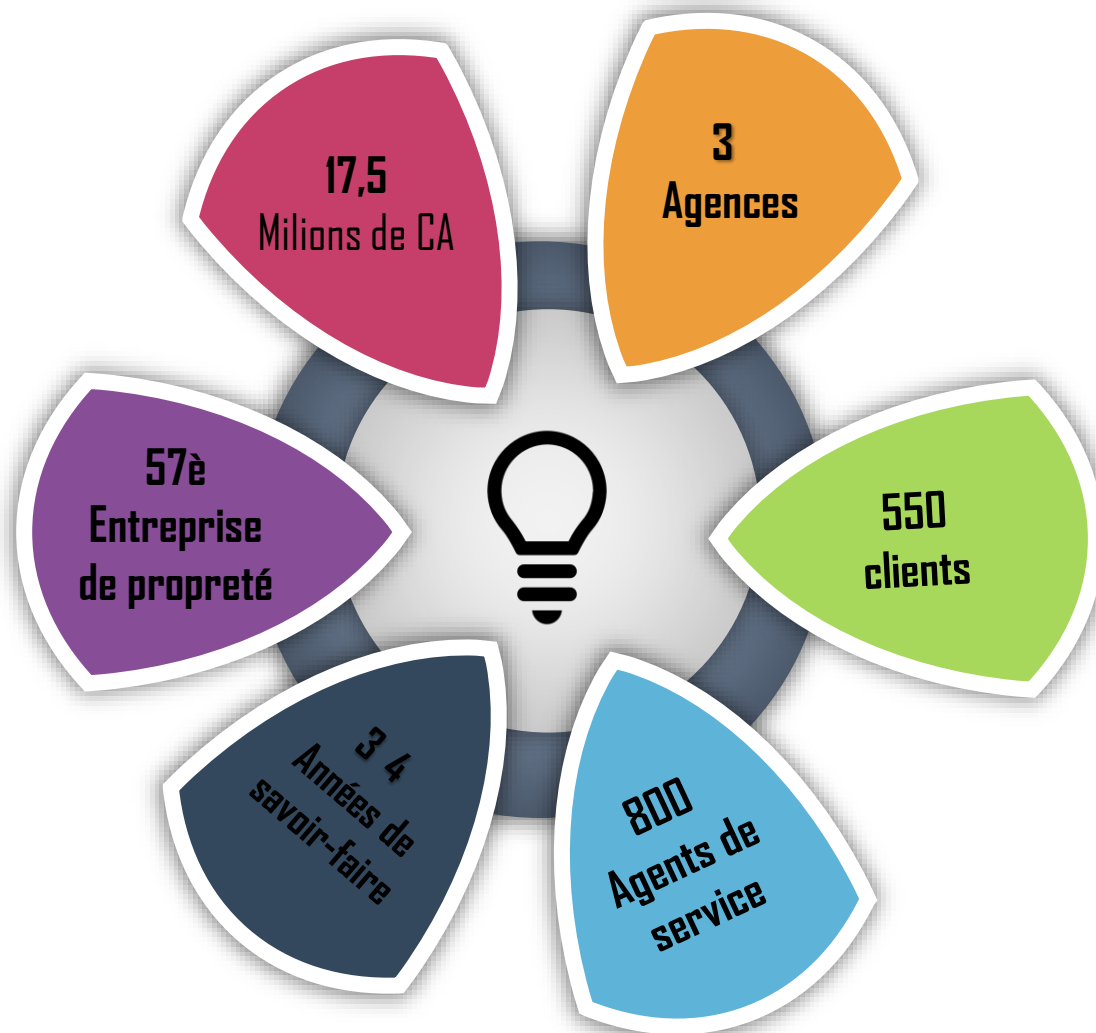 17,5
Milions de CA
3
Agences
550
clients
800
Agents de
service
3 4
Années de
savoir-faire
57è
Entreprise
de propreté